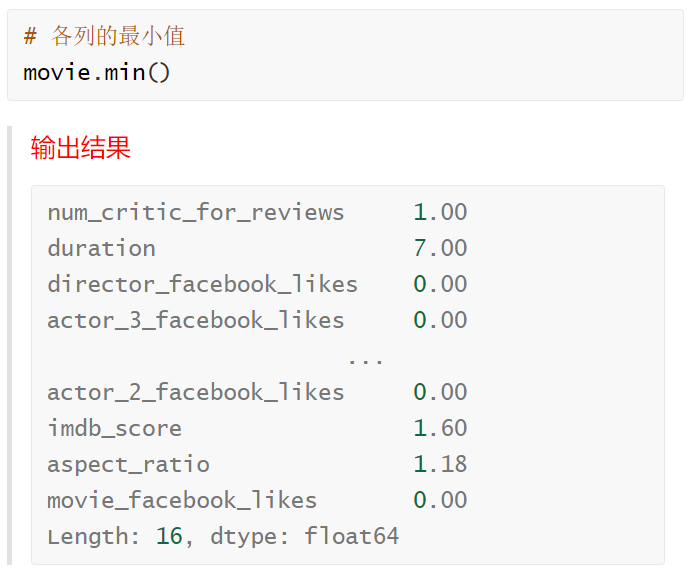 # 各列的最小值
movie.min()
输出结果
num_critic_for_reviews     1.00
duration                   7.00
director_facebook_likes    0.00
actor_3_facebook_likes     0.00
...
actor_2_facebook_likes     0.00
imdb_score                 1.60
aspect_ratio               1.18
movie_facebook_likes       0.00
Length: 16, dtype: float64